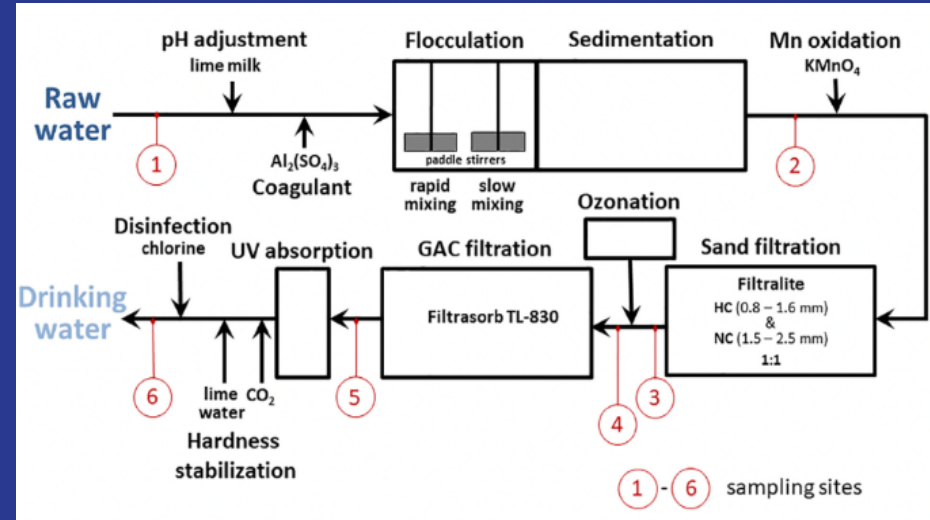 pH adjustment
lime milk
Flocculation
Sedimentation
Mn oxidation
KMnO₄
Raw
water
1
Al₂(SO₄)₃
Coagulant
paddle stirrers
rapid
mixing
slow
mixing
2
Disinfection
chlorine
UV absorption
GAC filtration
Ozonation
Sand filtration
Drinking
water
Filtrasorb TL-830
Filtralite
HC (0.8 – 1.6 mm)
&
NC (1.5 – 2.5 mm)
1:1
6
lime
water
CO₂
5
4
3
Hardness
stabilization
1 - 6 sampling sites